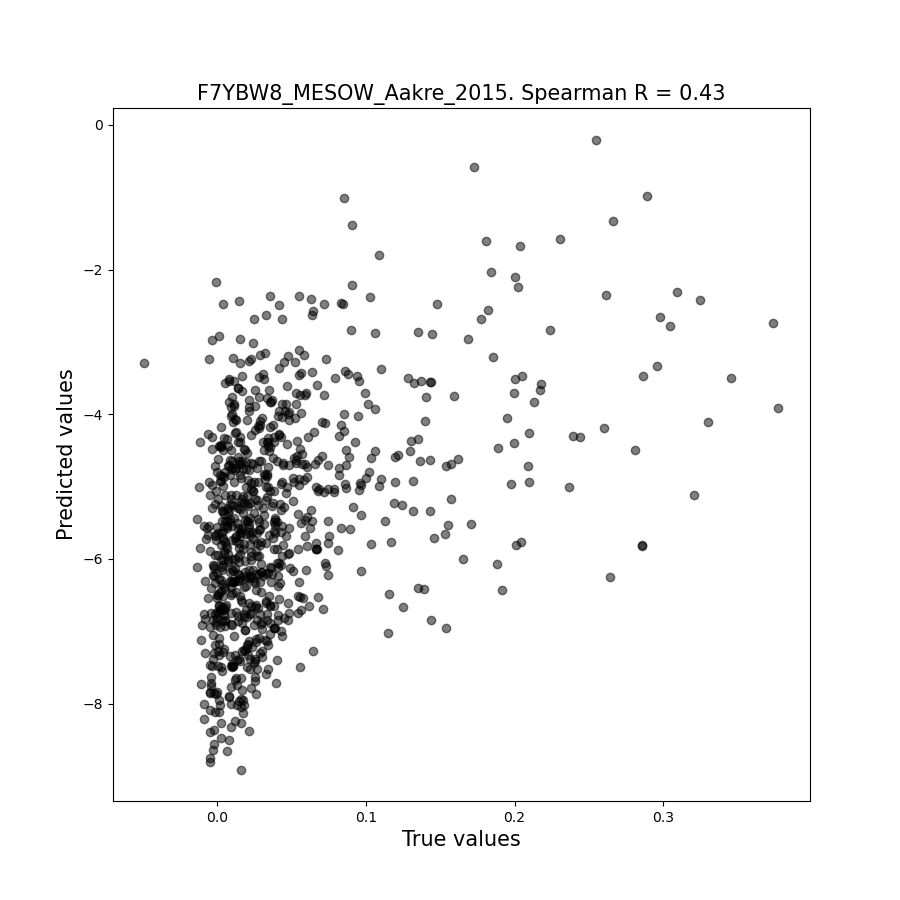 F7YBW8_MESOW_Aakre_2015. Spearman R = 0.43
0
−2
−4
−6
−8
Predicted values
0.0 0.1 0.2 0.3
True values